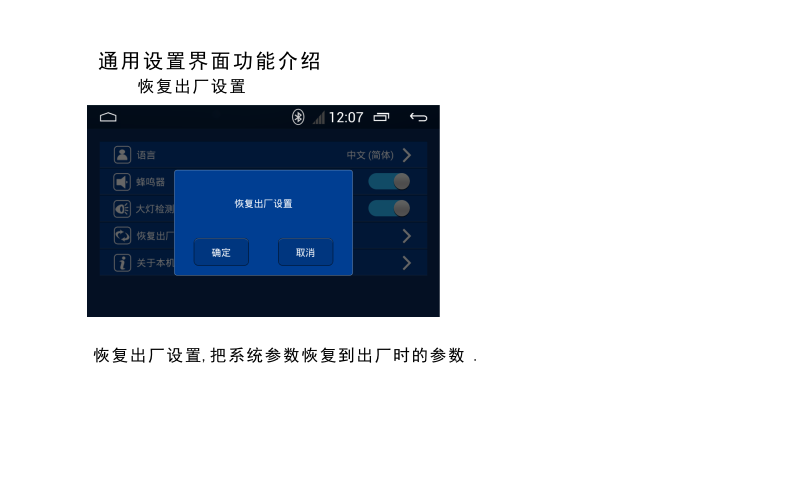 通用设置界面功能介绍
恢复出厂设置
12:07
语言 中文 (简体)
蜂鸣器
大灯检测
恢复出厂
关于本机
恢复出厂设置
确定 取消
恢复出厂设置,把系统参数恢复到出厂时的参数 .